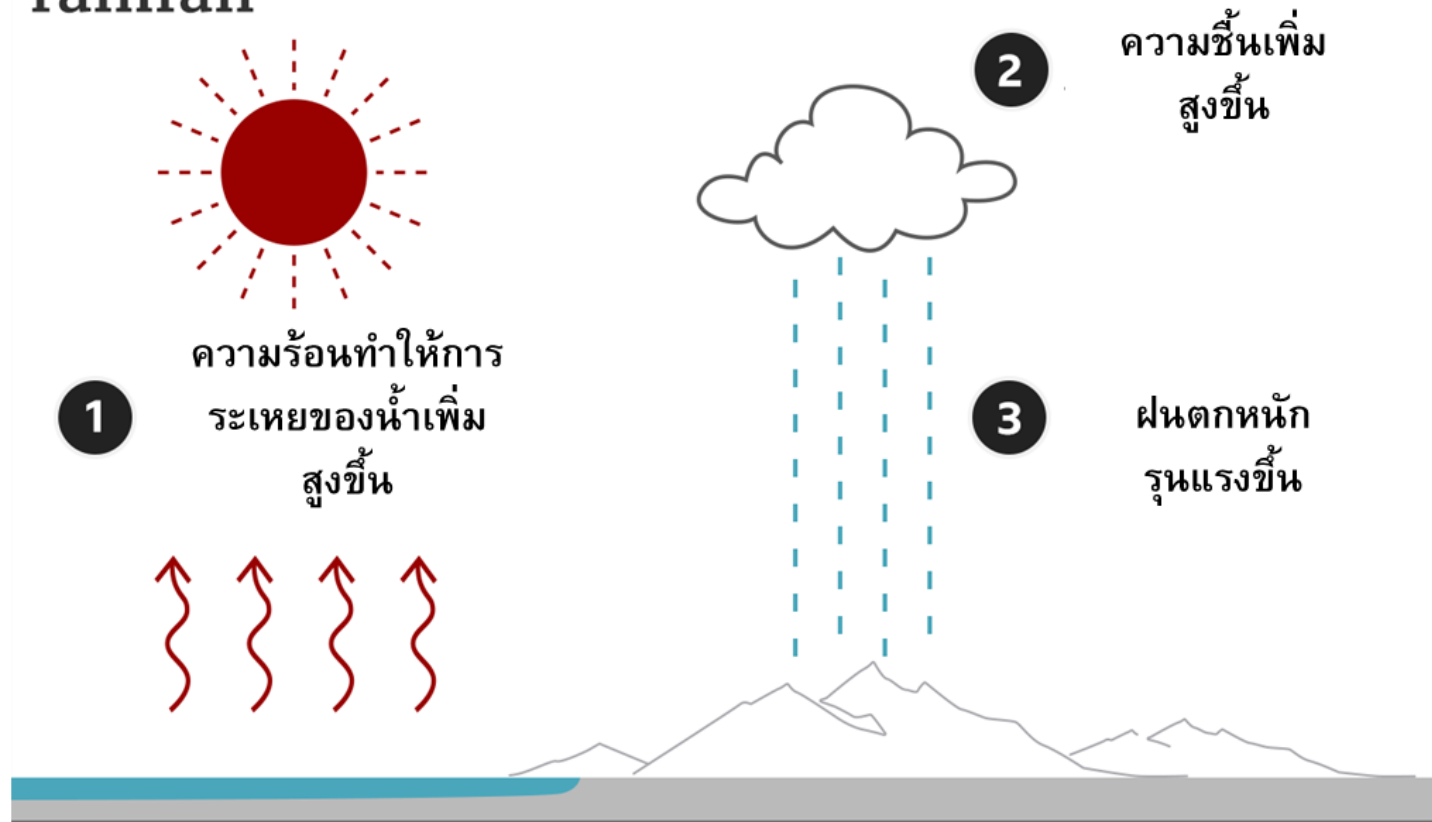 1
ความร้อนทำให้การ
ระเหยของน้ำเพิ่ม
สูงขึ้น
2
ความชื้นเพิ่ม
สูงขึ้น
3
ฝนตกหนัก
รุนแรงขึ้น